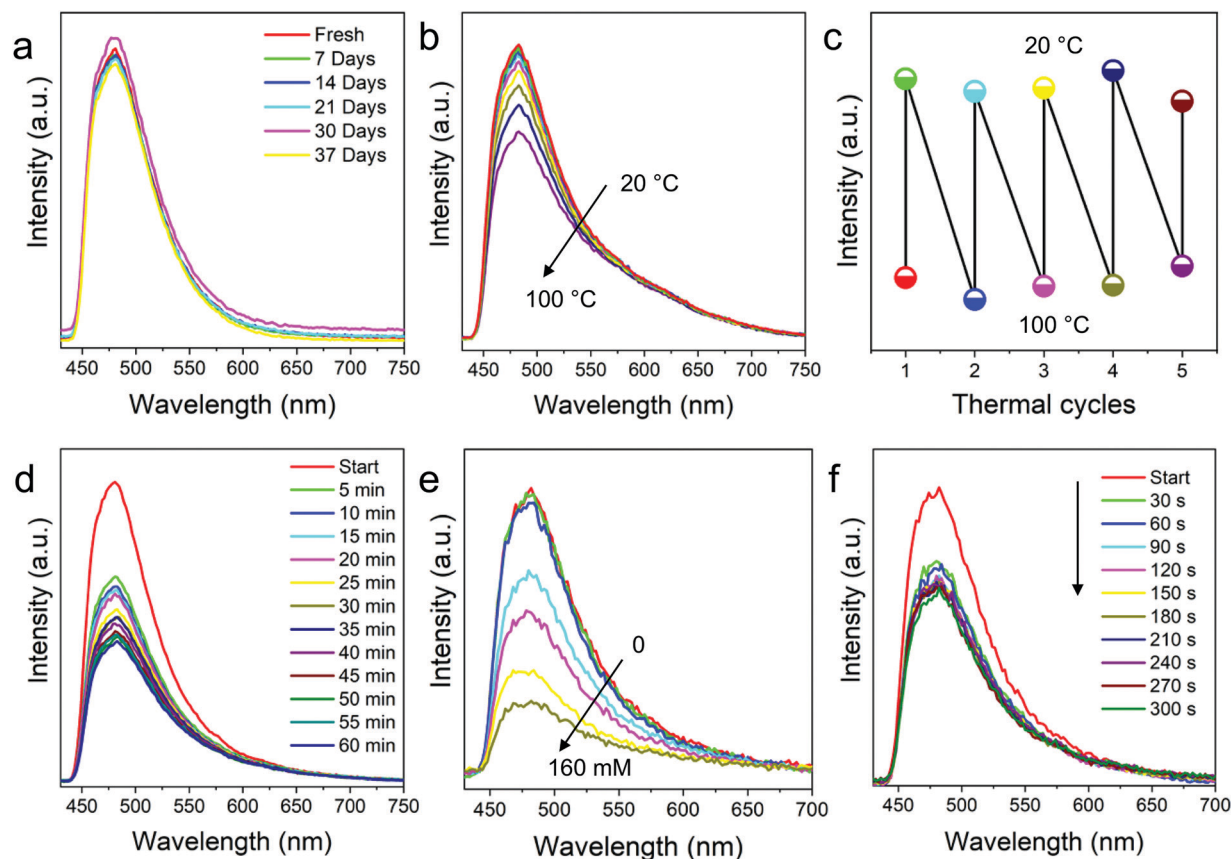 a
Intensity (a.u.)
Fresh
7 Days
14 Days
21 Days
30 Days
37 Days
450 500 550 600 650 700 750
Wavelength (nm)
b
Intensity (a.u.)
20 °C
100 °C
450 500 550 600 650 700 750
Wavelength (nm)
c
Intensity (a.u.)
20 °C
100 °C
1 2 3 4 5
Thermal cycles
d
Intensity (a.u.)
Start
5 min
10 min
15 min
20 min
25 min
30 min
35 min
40 min
45 min
50 min
55 min
60 min
450 500 550 600 650 700 750
Wavelength (nm)
e
Intensity (a.u.)
0
160 mM
450 500 550 600 650 700
Wavelength (nm)
f
Intensity (a.u.)
Start
30 s
60 s
90 s
120 s
150 s
180 s
210 s
240 s
270 s
300 s
450 500 550 600 650 700
Wavelength (nm)